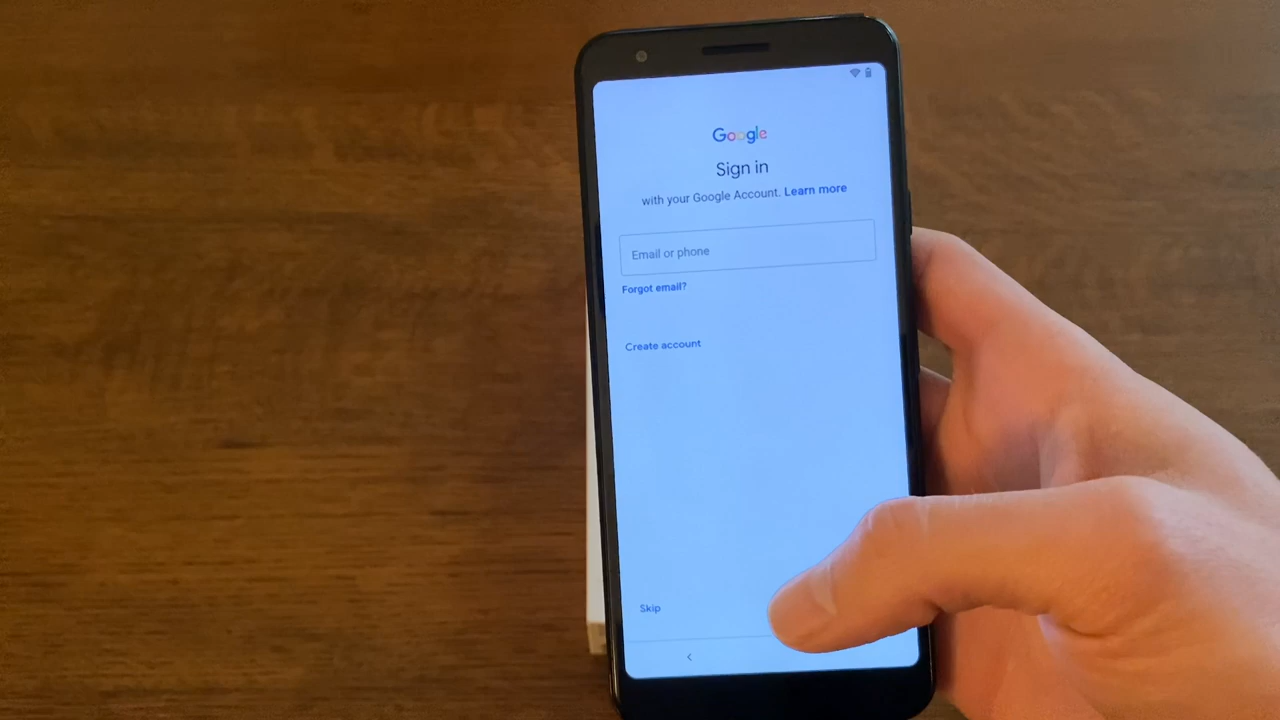 Google
Sign in
with your Google Account. Learn more
Email or phone
Forgot email?
Create account
Skip